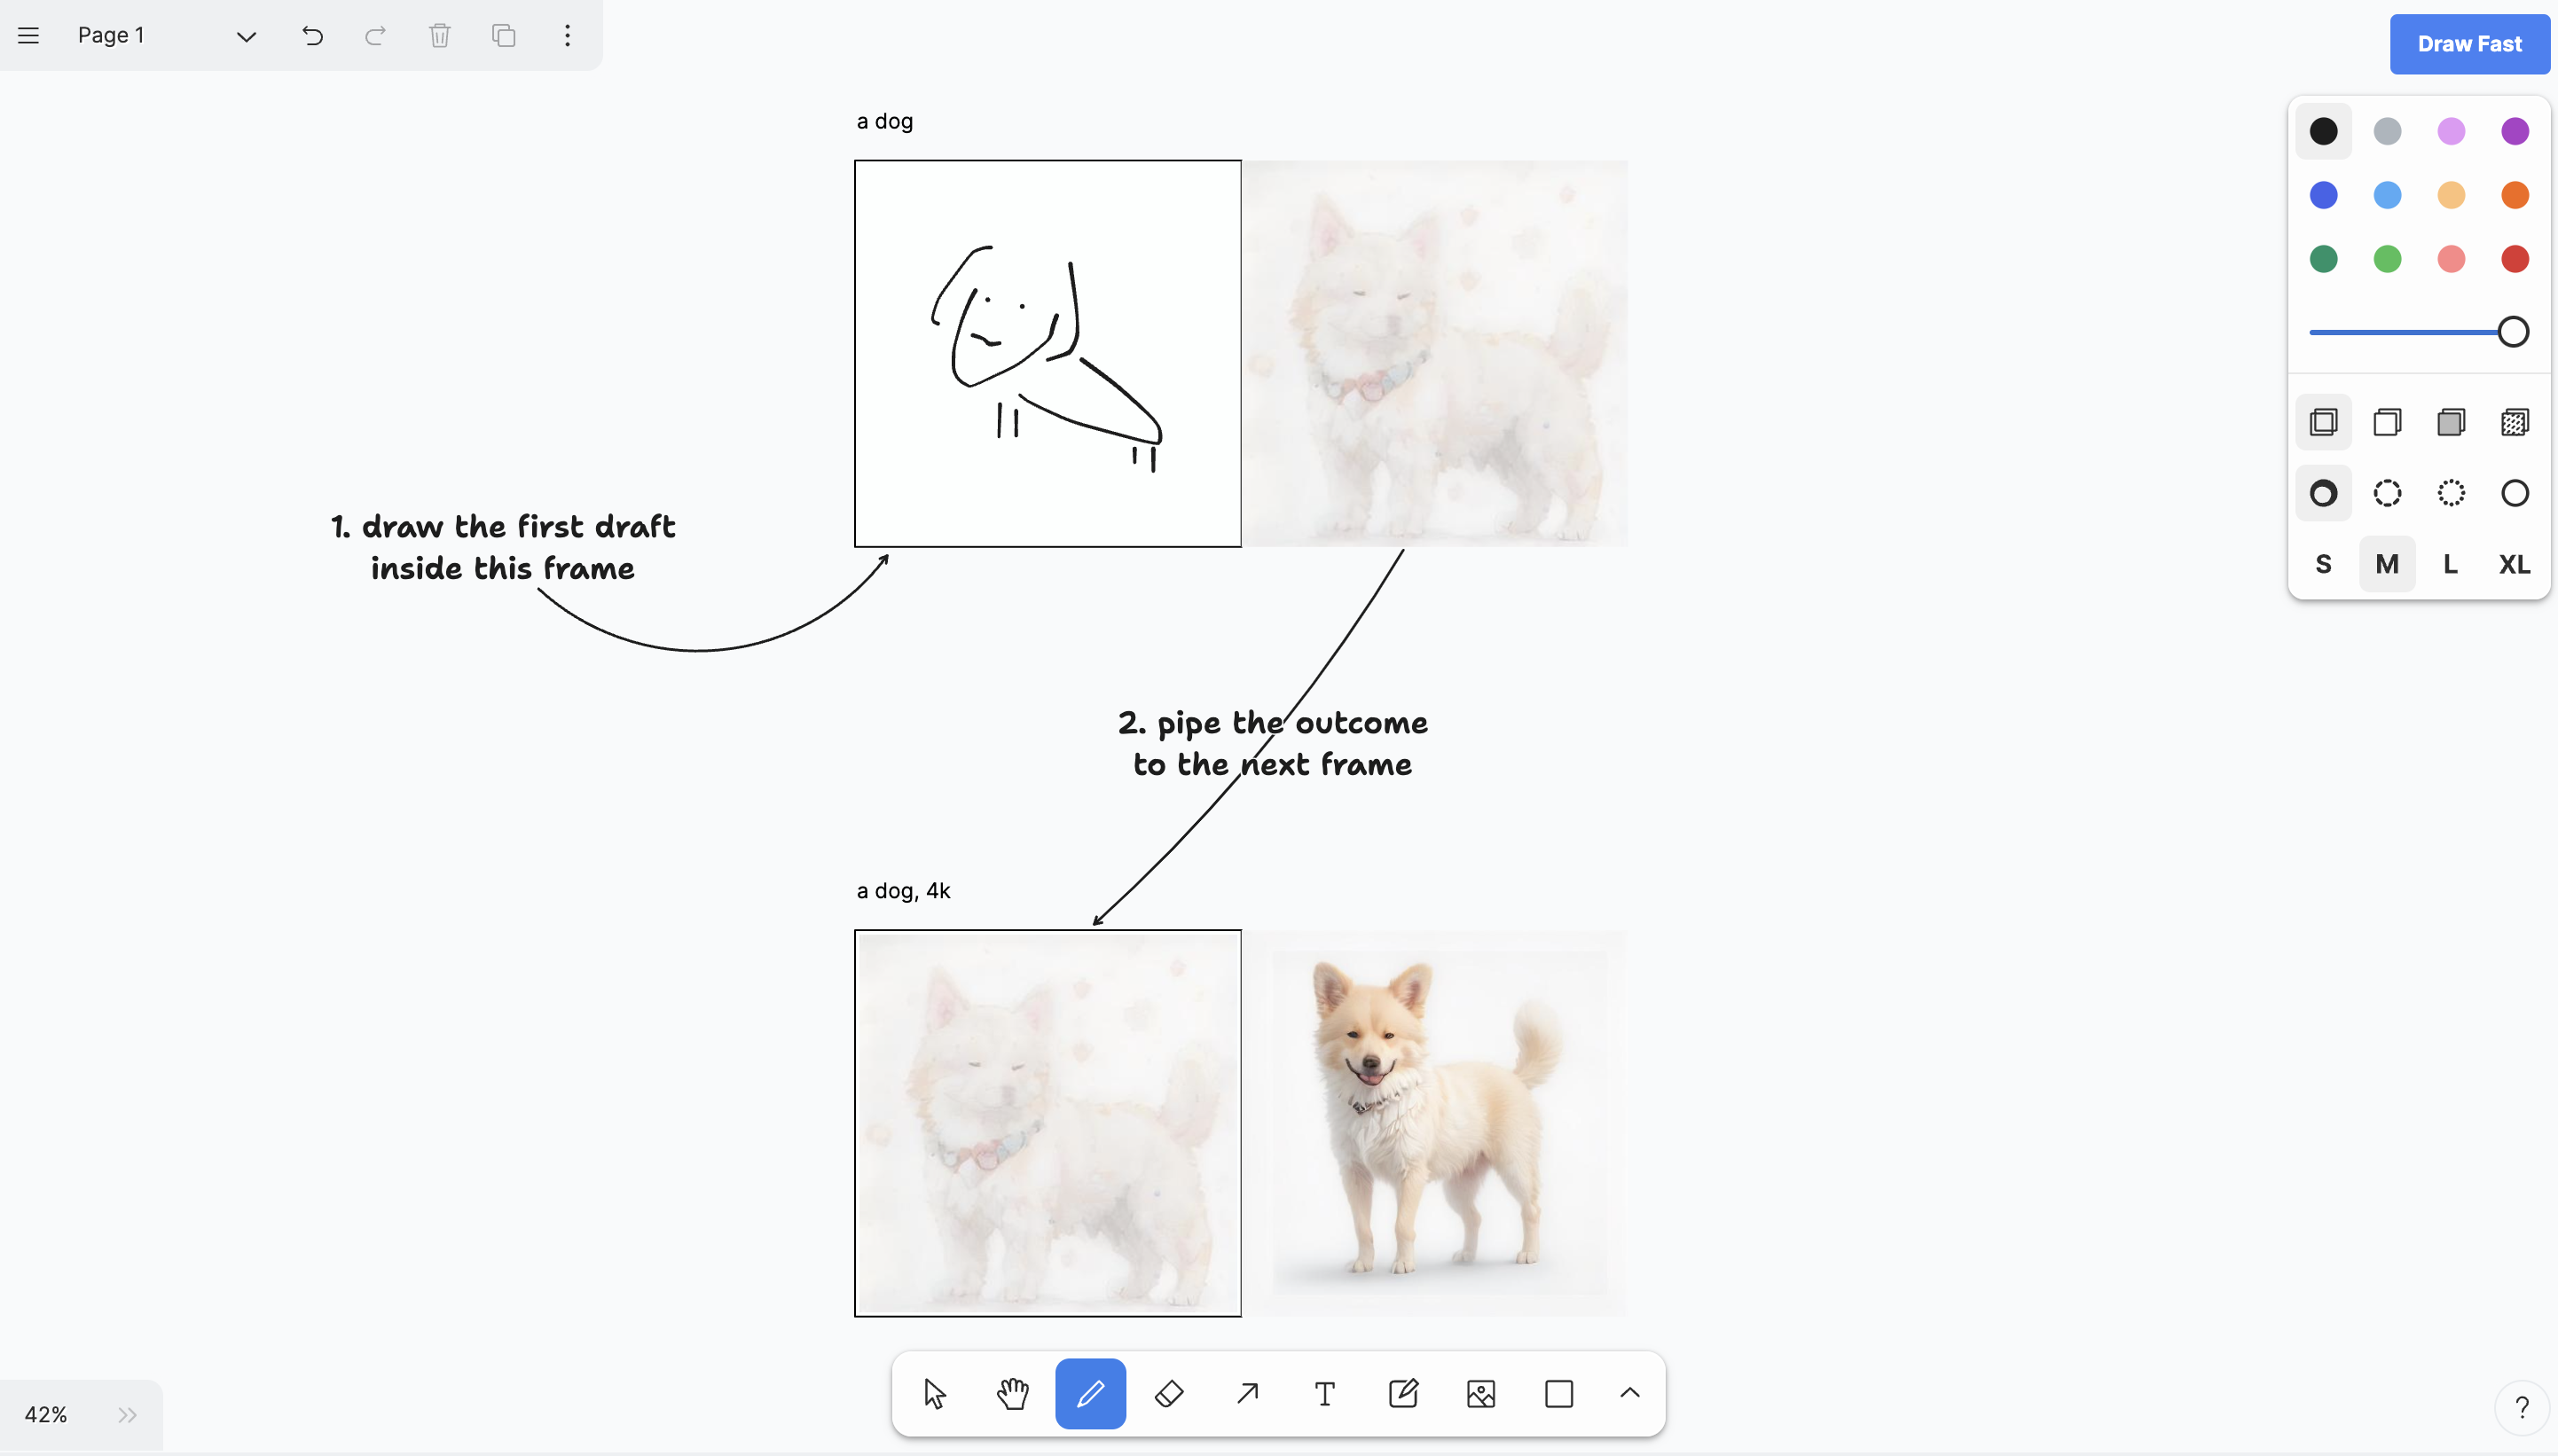 Page 1
Draw Fast
a dog
1. draw the first draft
inside this frame
S M L XL
2. pipe the outcome
to the next frame
a dog, 4k
42%
?